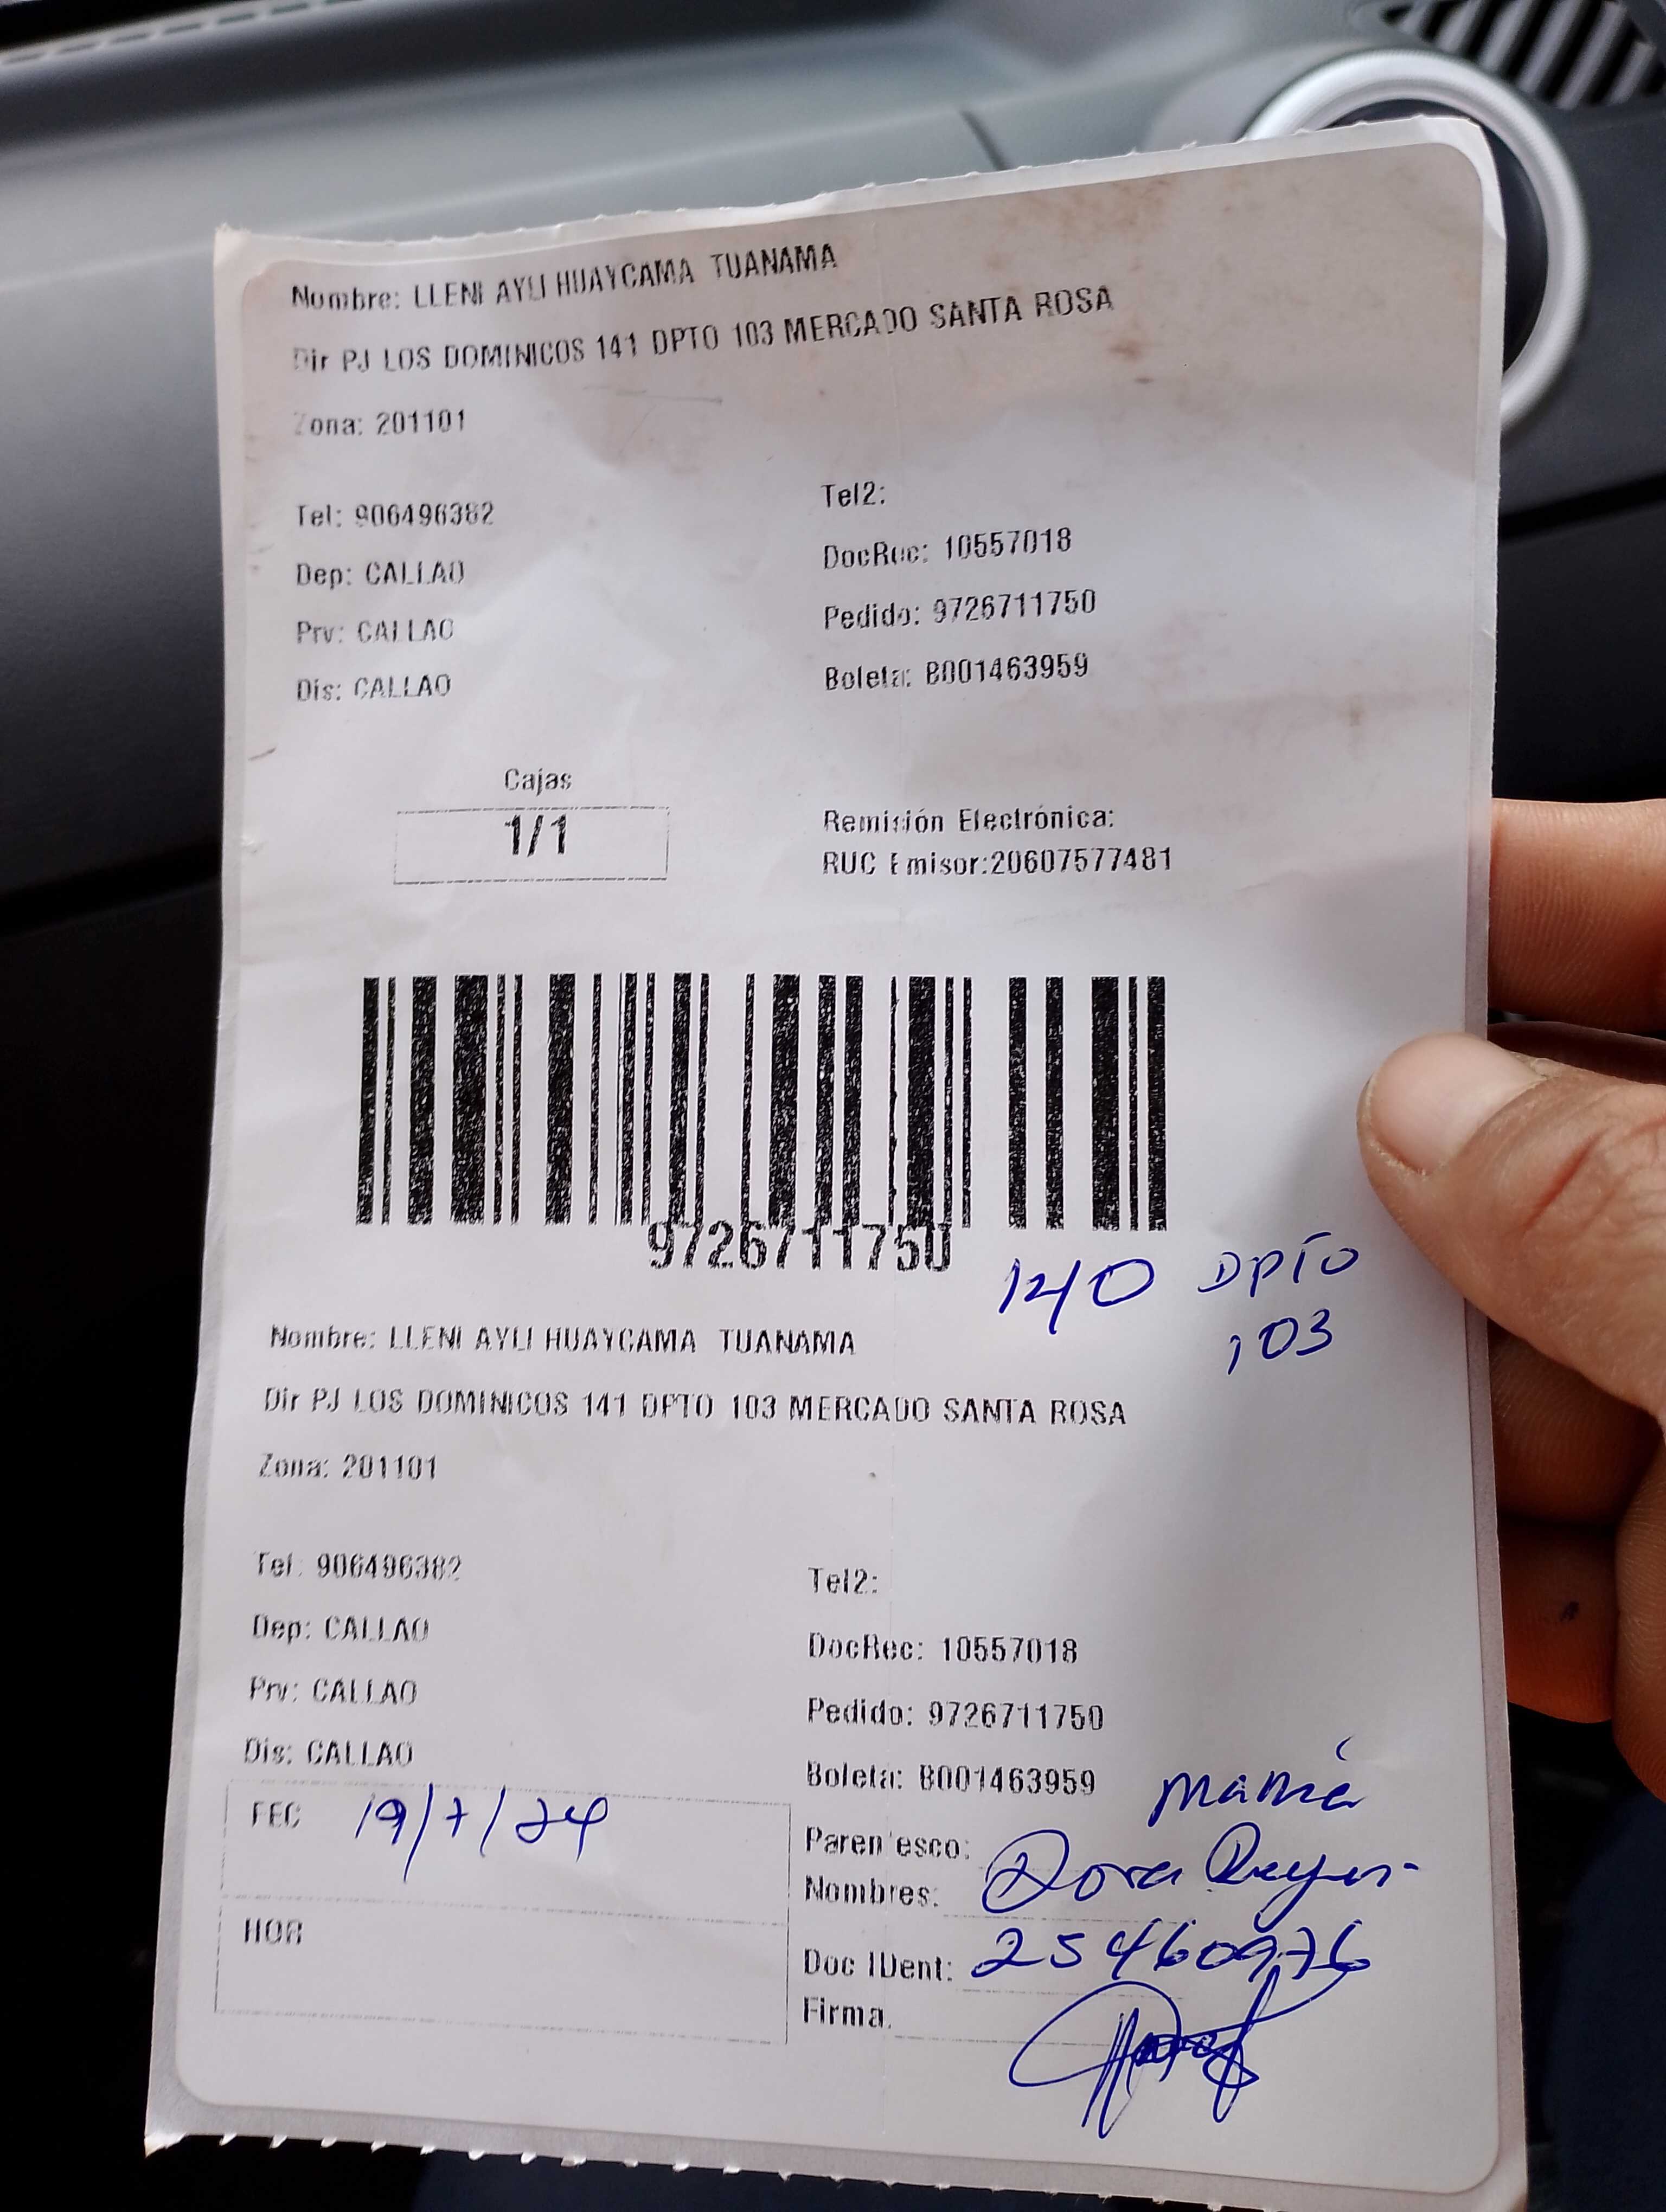 Nombre: LLENI AYLI HUAYCAMA TUANAMA
Dir PJ LOS DOMINICOS 141 DPTO 103 MERCADO SANTA ROSA
Zona: 201101
Tel: 906496382
Tel2:
Dep: CALLAO
DocRec: 10557018
Prv: CALLAO
Pedido: 9726711750
Dis: CALLAO
Boleta: B001463959
Cajas
1/1
Remisión Electrónica:
RUC Emisor:20607577481
9726711750
140 DPTO
103
Nombre: LLENI AYLI HUAYCAMA TUANAMA
Dir PJ LOS DOMINICOS 141 DPTO 103 MERCADO SANTA ROSA
Zona: 201101
Tel: 906496382
Tel2:
Dep: CALLAO
DocRec: 10557018
Prv: CALLAO
Pedido: 9726711750
Dis: CALLAO
Boleta: B001463959
FEC 19/7/24
mamá
Parentesco:
Nombres: Dora Reyes
HOR
Doc IDent: 25460976
Firma.